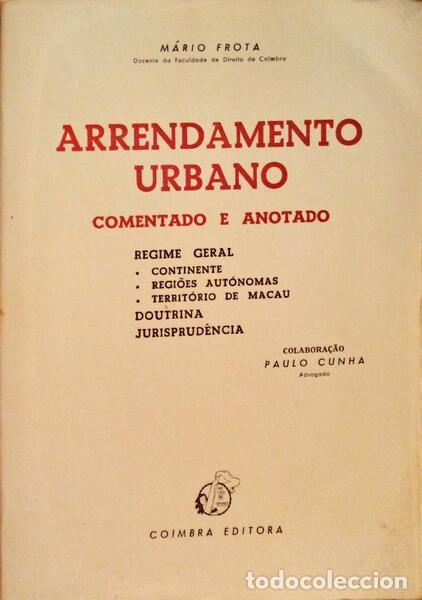 MÁRIO FROTA
Docente da Faculdade de Direito de Coimbra
ARRENDAMENTO
URBANO
COMENTADO E ANOTADO
REGIME GERAL
• CONTINENTE
• REGIÕES AUTÓNOMAS
• TERRITÓRIO DE MACAU
DOUTRINA
JURISPRUDÊNCIA
COLABORAÇÃO
PAULO CUNHA
Advogado
COIMBRA EDITORA
todocoleccion